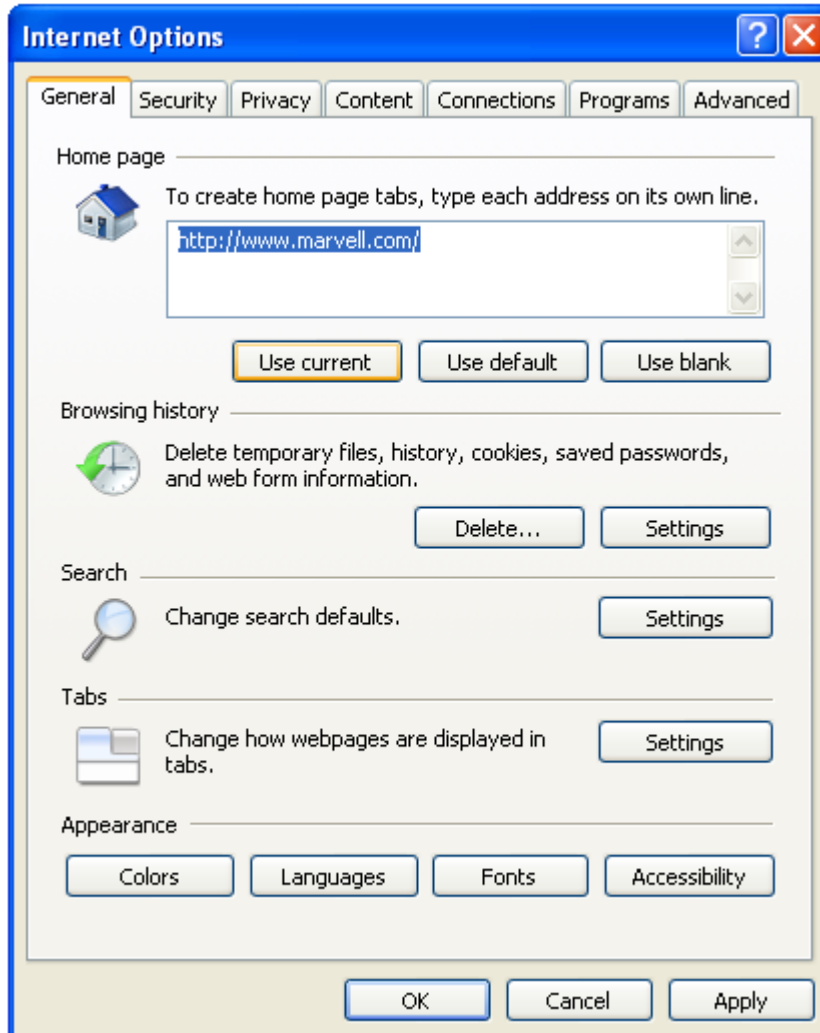 Internet Options
General Security Privacy Content Connections Programs Advanced
Home page
To create home page tabs, type each address on its own line.
http://www.marvell.com/
Use current Use default Use blank
Browsing history
Delete temporary files, history, cookies, saved passwords,
and web form information.
Delete... Settings
Search
Change search defaults. Settings
Tabs
Change how webpages are displayed in
tabs.
Settings
Appearance
Colors Languages Fonts Accessibility
OK Cancel Apply